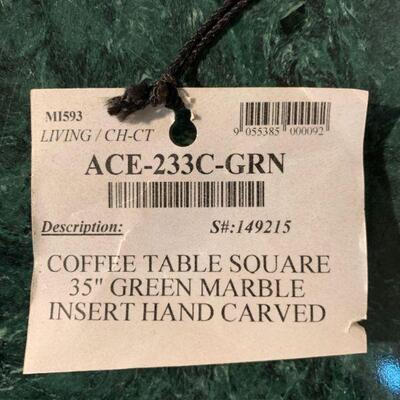 MI593
LIVING / CH-CT
9 055385 000092
ACE-233C-GRN
Description: S#:149215
COFFEE TABLE SQUARE
35" GREEN MARBLE
INSERT HAND CARVED